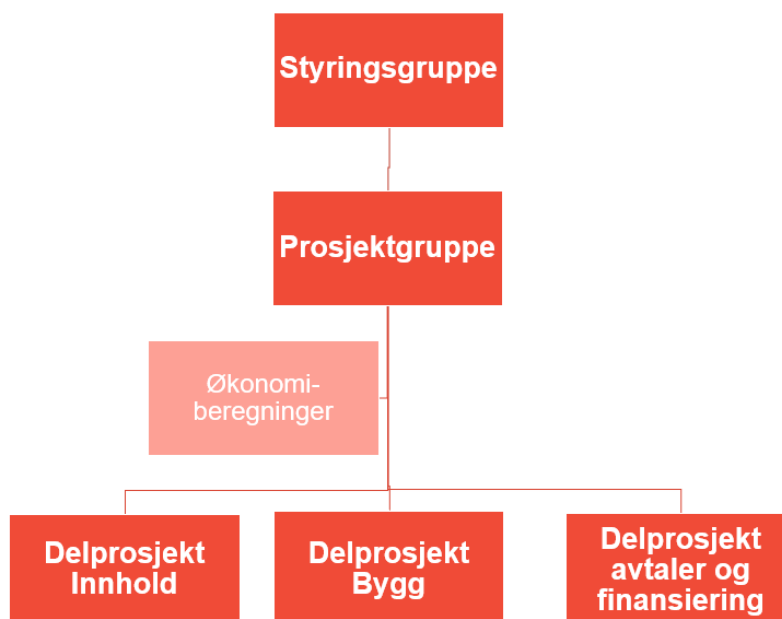 Styringsgruppe
Prosjektgruppe
Økonomi-
beregninger
Delprosjekt
Innhold
Delprosjekt
Bygg
Delprosjekt
avtaler og
finansiering